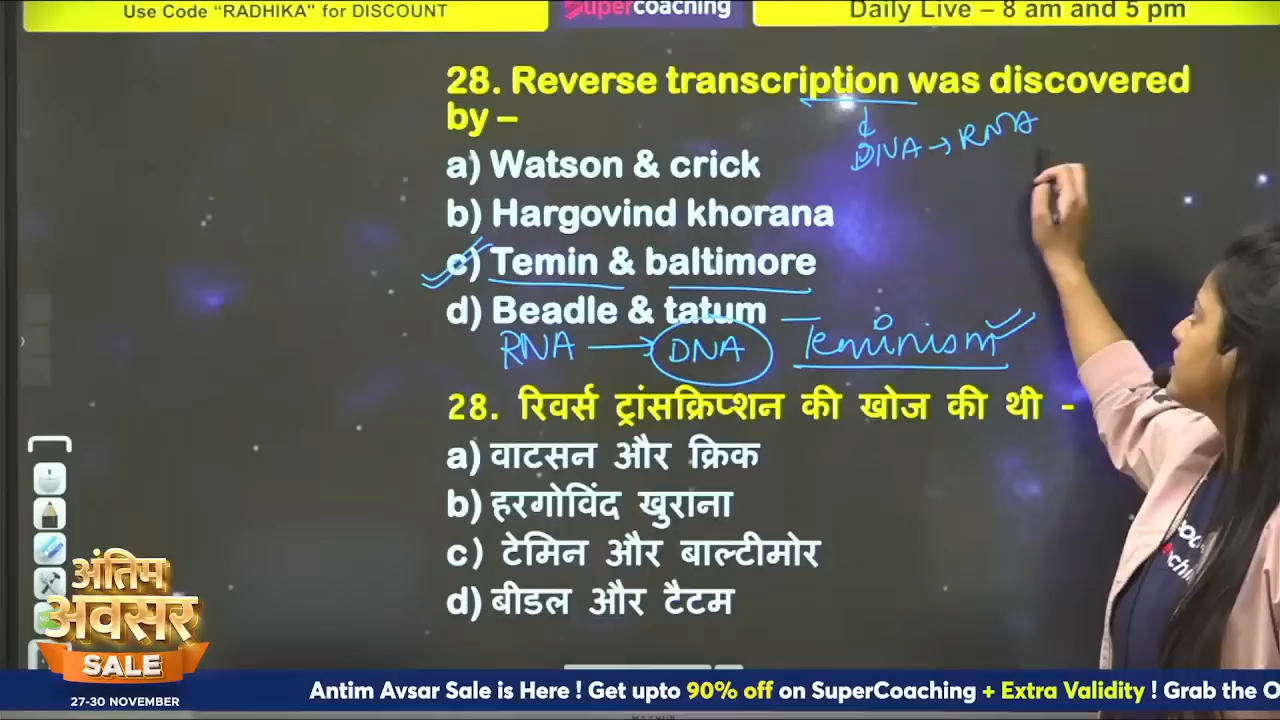 Use Code “RADHIKA” for DISCOUNT
Supercoaching
Daily Live – 8 am and 5 pm
28. Reverse transcription was discovered
by –
DNA → RNA
a) Watson & crick
b) Hargovind khorana
c) Temin & baltimore
d) Beadle & tatum
RNA → DNA Teminism
28. रिवर्स ट्रांसक्रिप्शन की खोज की थी -
a) वाटसन और क्रिक
b) हरगोविंद खुराना
c) टेमिन और बाल्टीमोर
d) बीडल और टैटम
अंतिम
अवसर
SALE
27-30 NOVEMBER
Antim Avsar Sale is Here ! Get upto 90% off on SuperCoaching + Extra Validity ! Grab the O